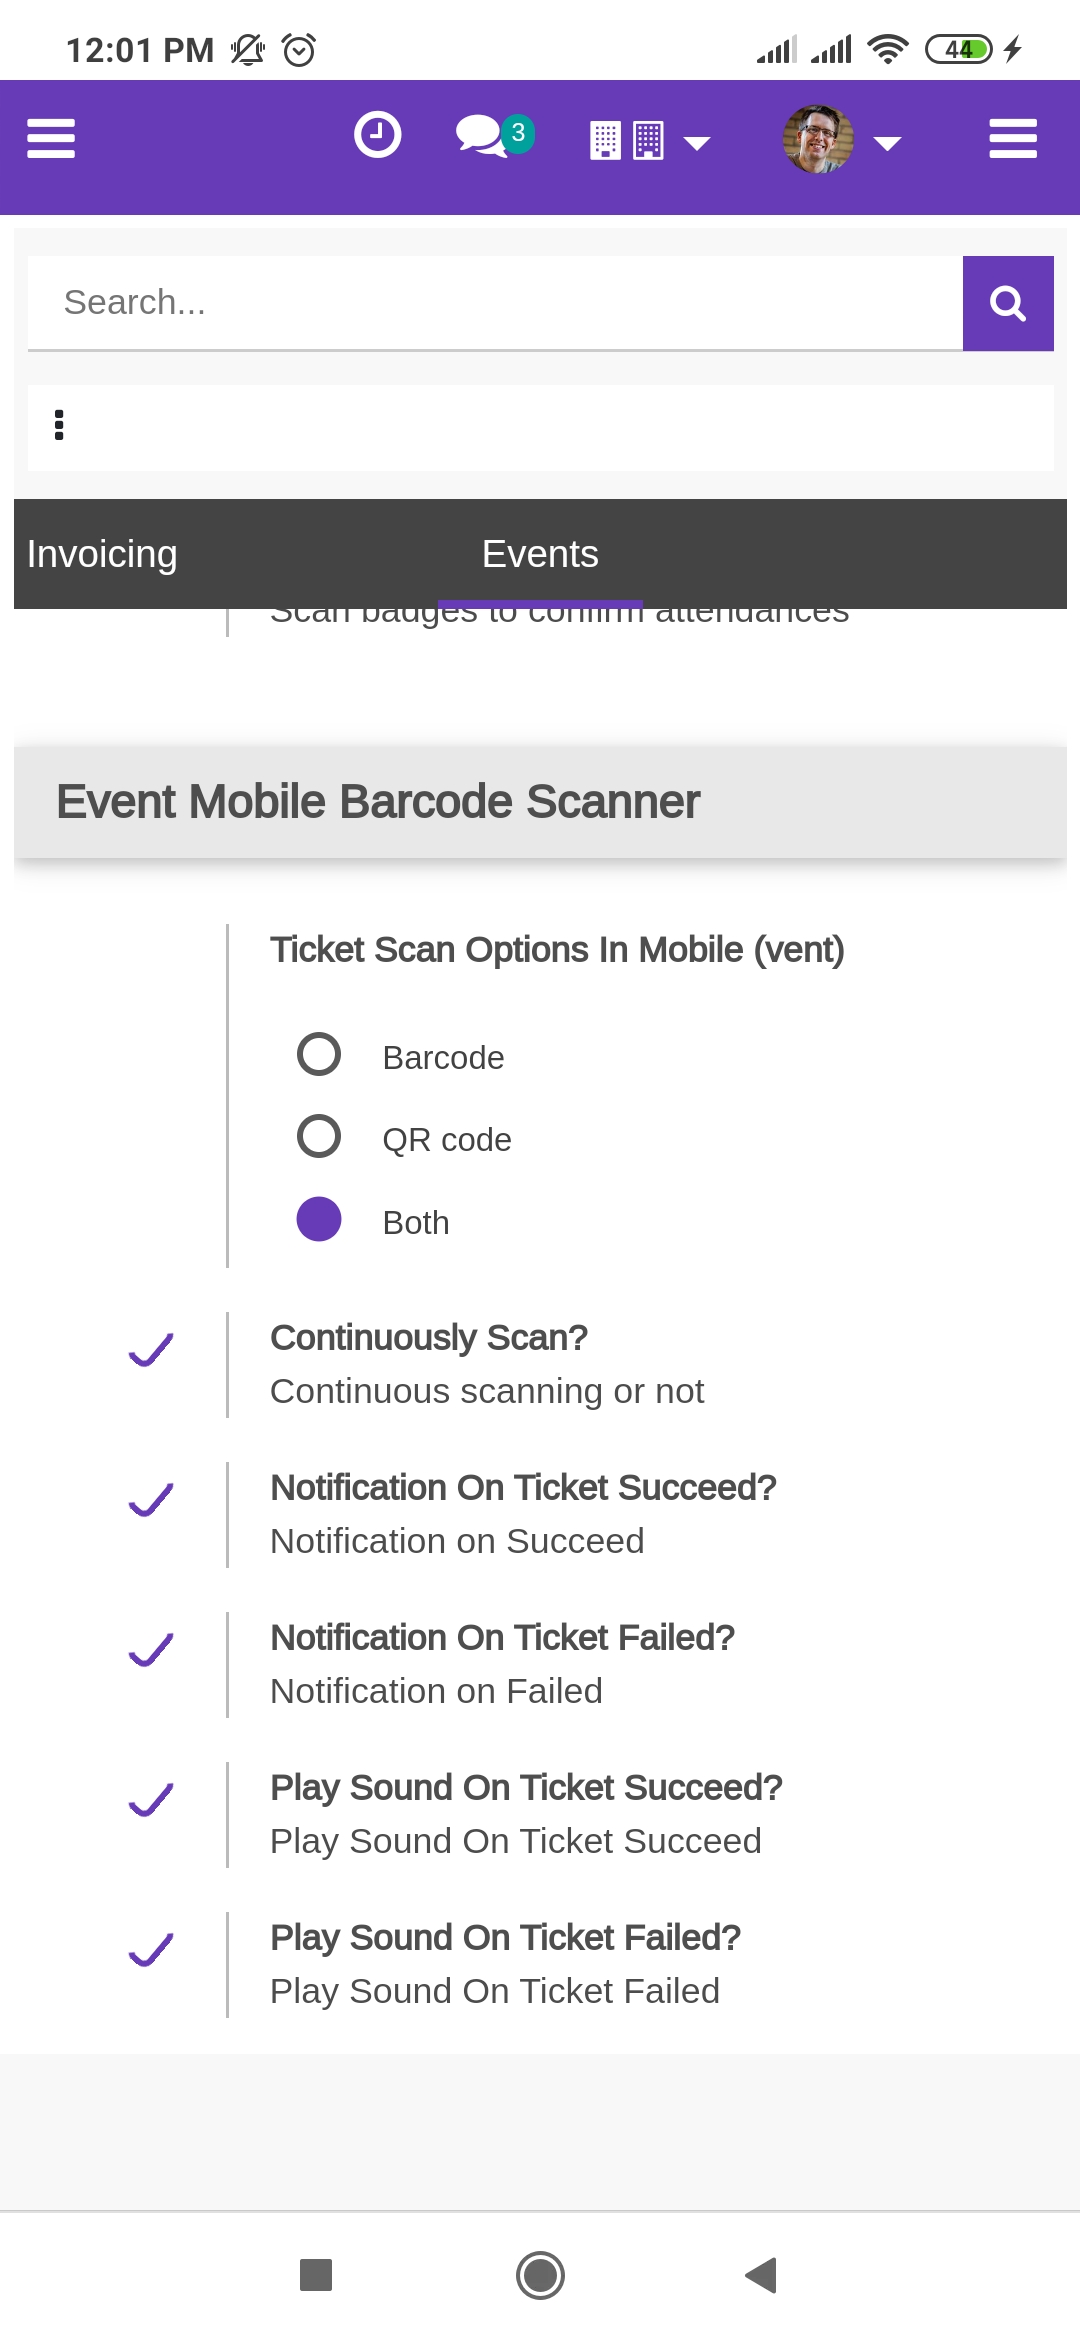 12:01 PM
44
3
Search...
Invoicing
Events
Scan badges to confirm attendances
Event Mobile Barcode Scanner
Ticket Scan Options In Mobile (vent)
Barcode
QR code
Both
Continuously Scan?
Continuous scanning or not
Notification On Ticket Succeed?
Notification on Succeed
Notification On Ticket Failed?
Notification on Failed
Play Sound On Ticket Succeed?
Play Sound On Ticket Succeed
Play Sound On Ticket Failed?
Play Sound On Ticket Failed